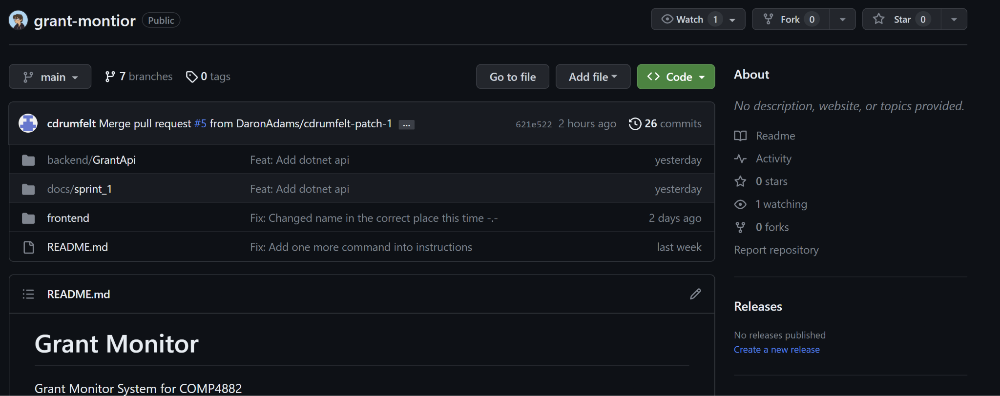 grant-montior Public
Watch 1
Fork 0
Star 0
main
7 branches
0 tags
Go to file
Add file
Code
cdrumfelt Merge pull request #5 from DaronAdams/cdrumfelt-patch-1 ...
621e522 2 hours ago
26 commits
backend/GrantApi Feat: Add dotnet api yesterday
docs/sprint_1 Feat: Add dotnet api yesterday
frontend Fix: Changed name in the correct place this time -.- 2 days ago
README.md Fix: Add one more command into instructions last week
README.md
Grant Monitor
Grant Monitor System for COMP4882
About
No description, website, or topics provided.
Readme
Activity
0 stars
1 watching
0 forks
Report repository
Releases
No releases published
Create a new release